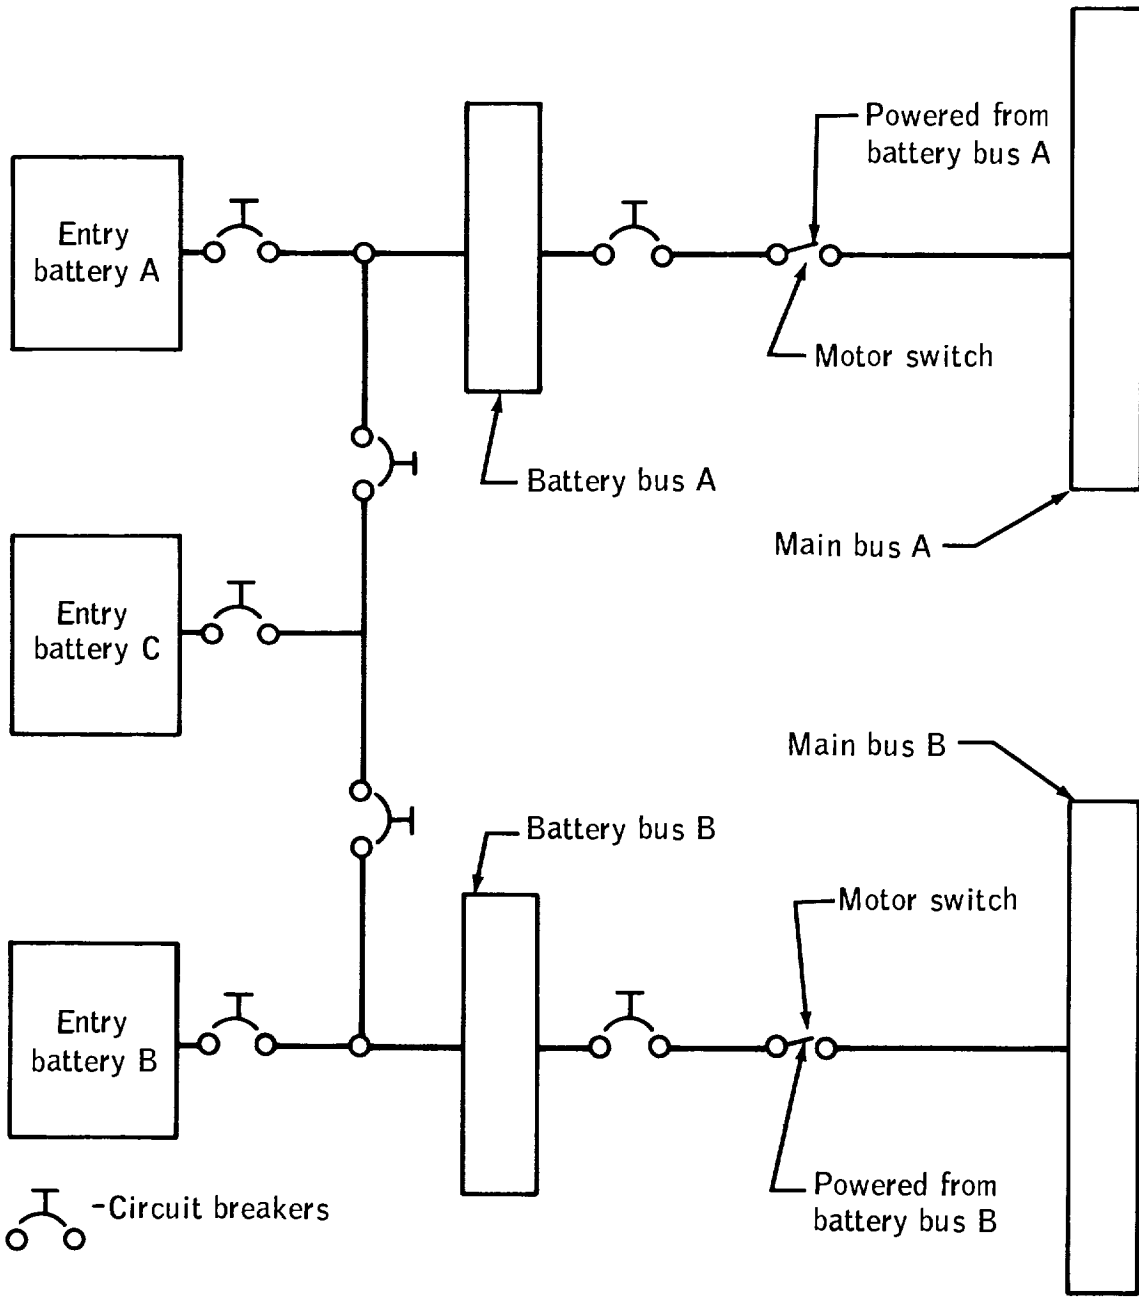 Powered from
battery bus A
Entry
battery A
Motor switch
Battery bus A
Main bus A
Entry
battery C
Main bus B
Battery bus B
Motor switch
Entry
battery B
Powered from
battery bus B
-Circuit breakers